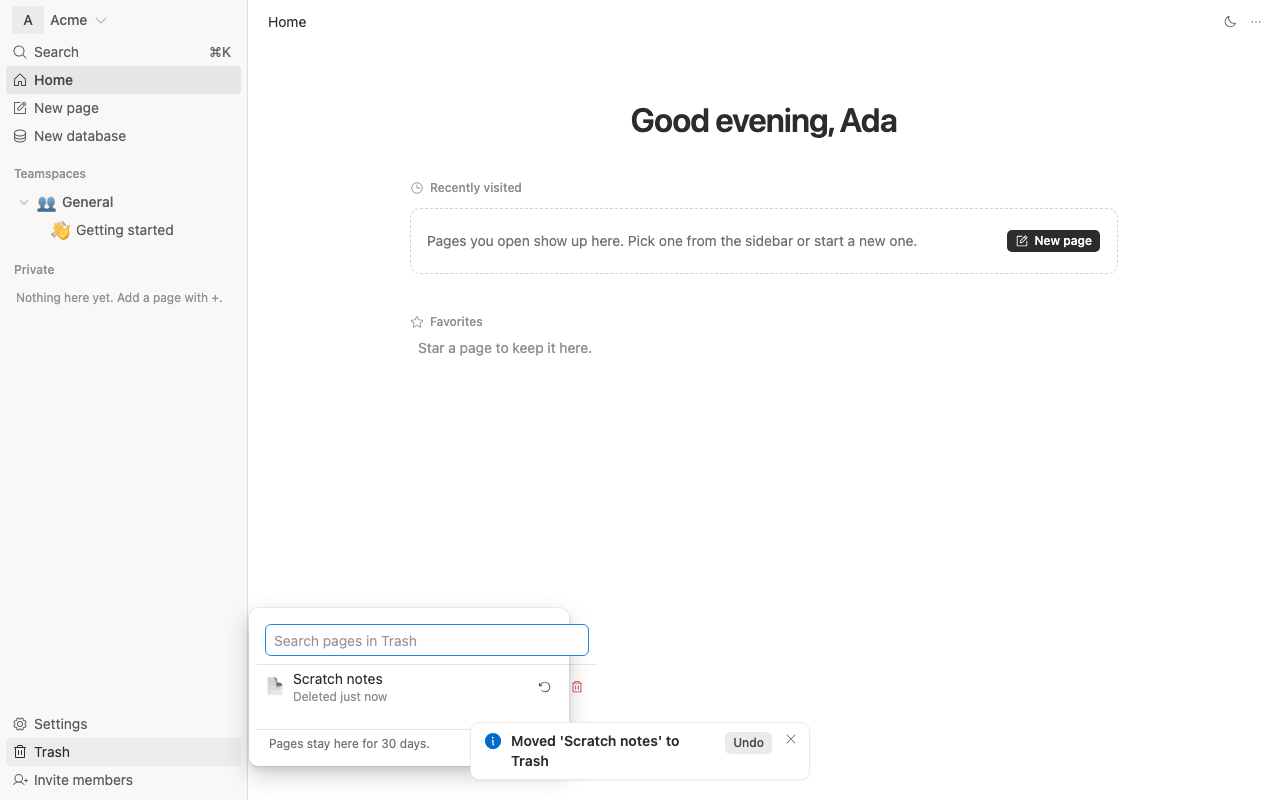 A Acme
Search ⌘K
Home
New page
New database
Teamspaces
General
Getting started
Private
Nothing here yet. Add a page with +.
Settings
Trash
Invite members
Home
Good evening, Ada
Recently visited
Pages you open show up here. Pick one from the sidebar or start a new one.
New page
Favorites
Star a page to keep it here.
Search pages in Trash
Scratch notes
Deleted just now
Pages stay here for 30 days.
Moved 'Scratch notes' to
Trash
Undo